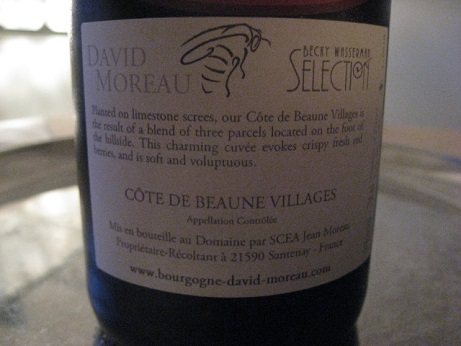 DAVID
MOREAU
BECKY WASSERMAN
SELECTION
Planted on limestone screes, our Côte de Beaune Villages is
the result of a blend of three parcels located on the foot of
the hillside. This charming cuvée evokes crispy fresh red
berries, and is soft and voluptuous.
CÔTE DE BEAUNE VILLAGES
Appellation Contrôlée
Mis en bouteille au Domaine par SCEA Jean Moreau
Propriétaire-Récoltant à 21590 Santenay - France
www.bourgogne-david-moreau.com